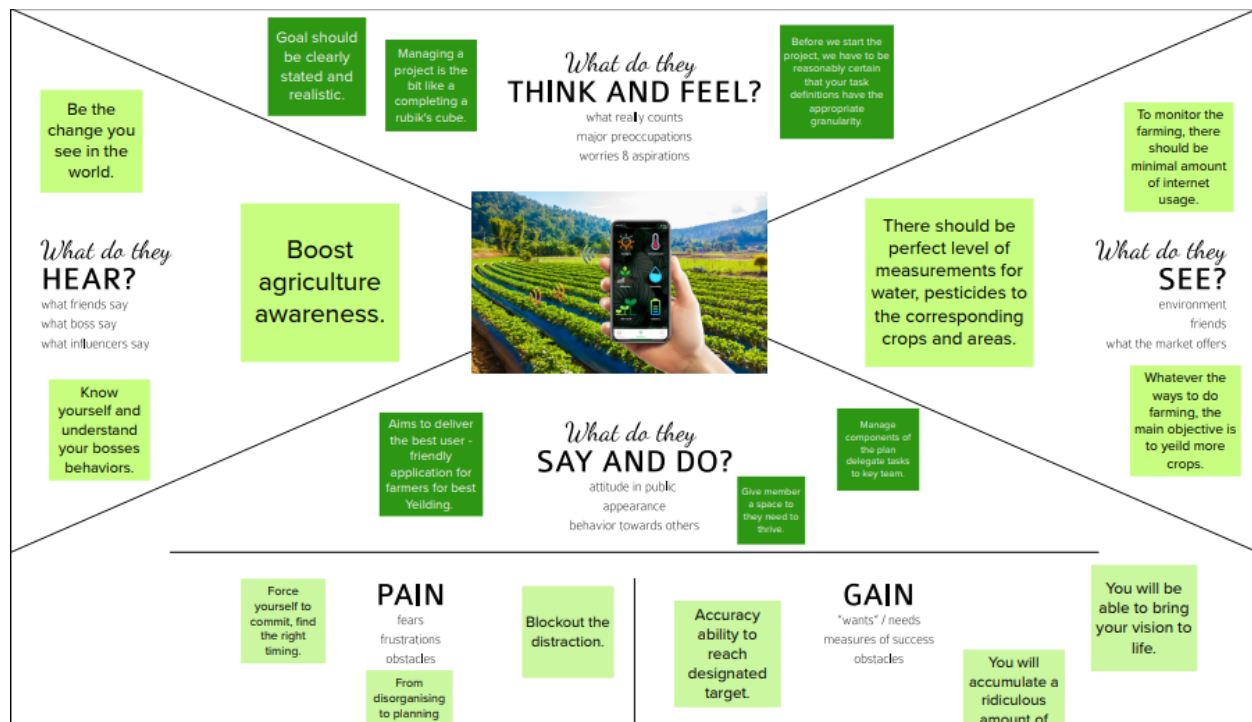 Goal should
be clearly
stated and
realistic.
Managing a
project is the
bit like a
completing a
rubik's cube.
What do they
THINK AND FEEL?
what really counts
major preoccupations
worries & aspirations
Before we start the
project, we have to be
reasonably certain
that your task
definitions have the
appropriate
granularity.
Be the
change you
see in the
world.
What do they
HEAR?
what friends say
what boss say
what influencers say
Boost
agriculture
awareness.
Know
yourself and
understand
your bosses
behaviors.
There should be
perfect level of
measurements for
water, pesticides to
the corresponding
crops and areas.
To monitor the
farming, there
should be
minimal amount
of internet
usage.
What do they
SEE?
environment
friends
what the market offers
Whatever the
ways to do
farming, the
main objective is
to yeild more
crops.
Aims to deliver
the best user -
friendly
application for
farmers for best
Yeilding.
What do they
SAY AND DO?
attitude in public
appearance
behavior towards others
Give member
a space to
they need to
thrive.
Manage
components of
the plan
delegate tasks
to key team.
Force
yourself to
commit, find
the right
timing.
PAIN
fears
frustrations
obstacles
From
disorganising
to planning
Blockout the
distraction.
Accuracy
ability to
reach
designated
target.
GAIN
"wants" / needs
measures of success
obstacles
You will
accumulate a
ridiculous
amount of
You will be
able to bring
your vision to
life.